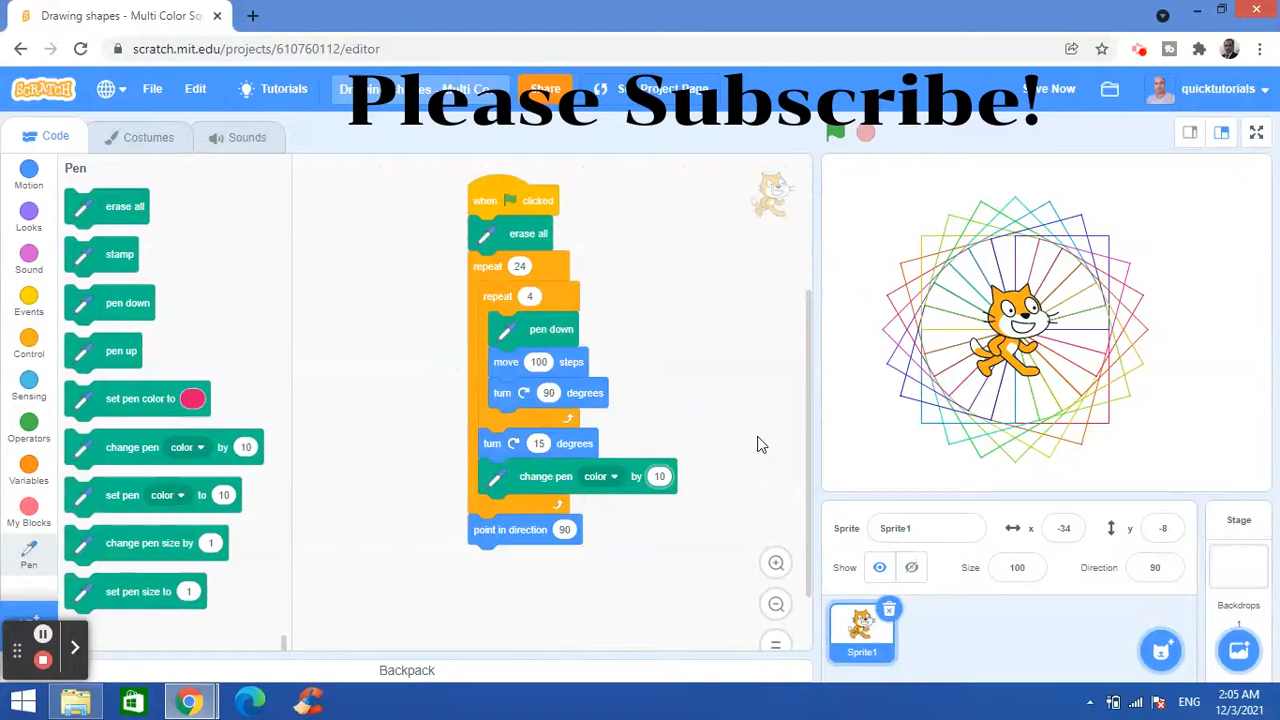 Drawing shapes - Multi Color Sq
scratch.mit.edu/projects/610760112/editor
SCRATCH
File
Edit
Tutorials
Share
Save Now
quicktutorials
Please Subscribe!
Code
Costumes
Sounds
Motion
Looks
Sound
Events
Control
Sensing
Operators
Variables
My Blocks
Pen
Pen
erase all
stamp
pen down
pen up
set pen color to
change pen color by 10
set pen color to 10
change pen size by 1
set pen size to 1
when clicked
erase all
repeat 24
repeat 4
pen down
move 100 steps
turn 90 degrees
turn 15 degrees
change pen color by 10
point in direction 90
Backpack
Sprite Sprite1 x -34 y -8
Show Size 100 Direction 90
Sprite1
Stage
Backdrops
1
ENG
2:05 AM
12/3/2021